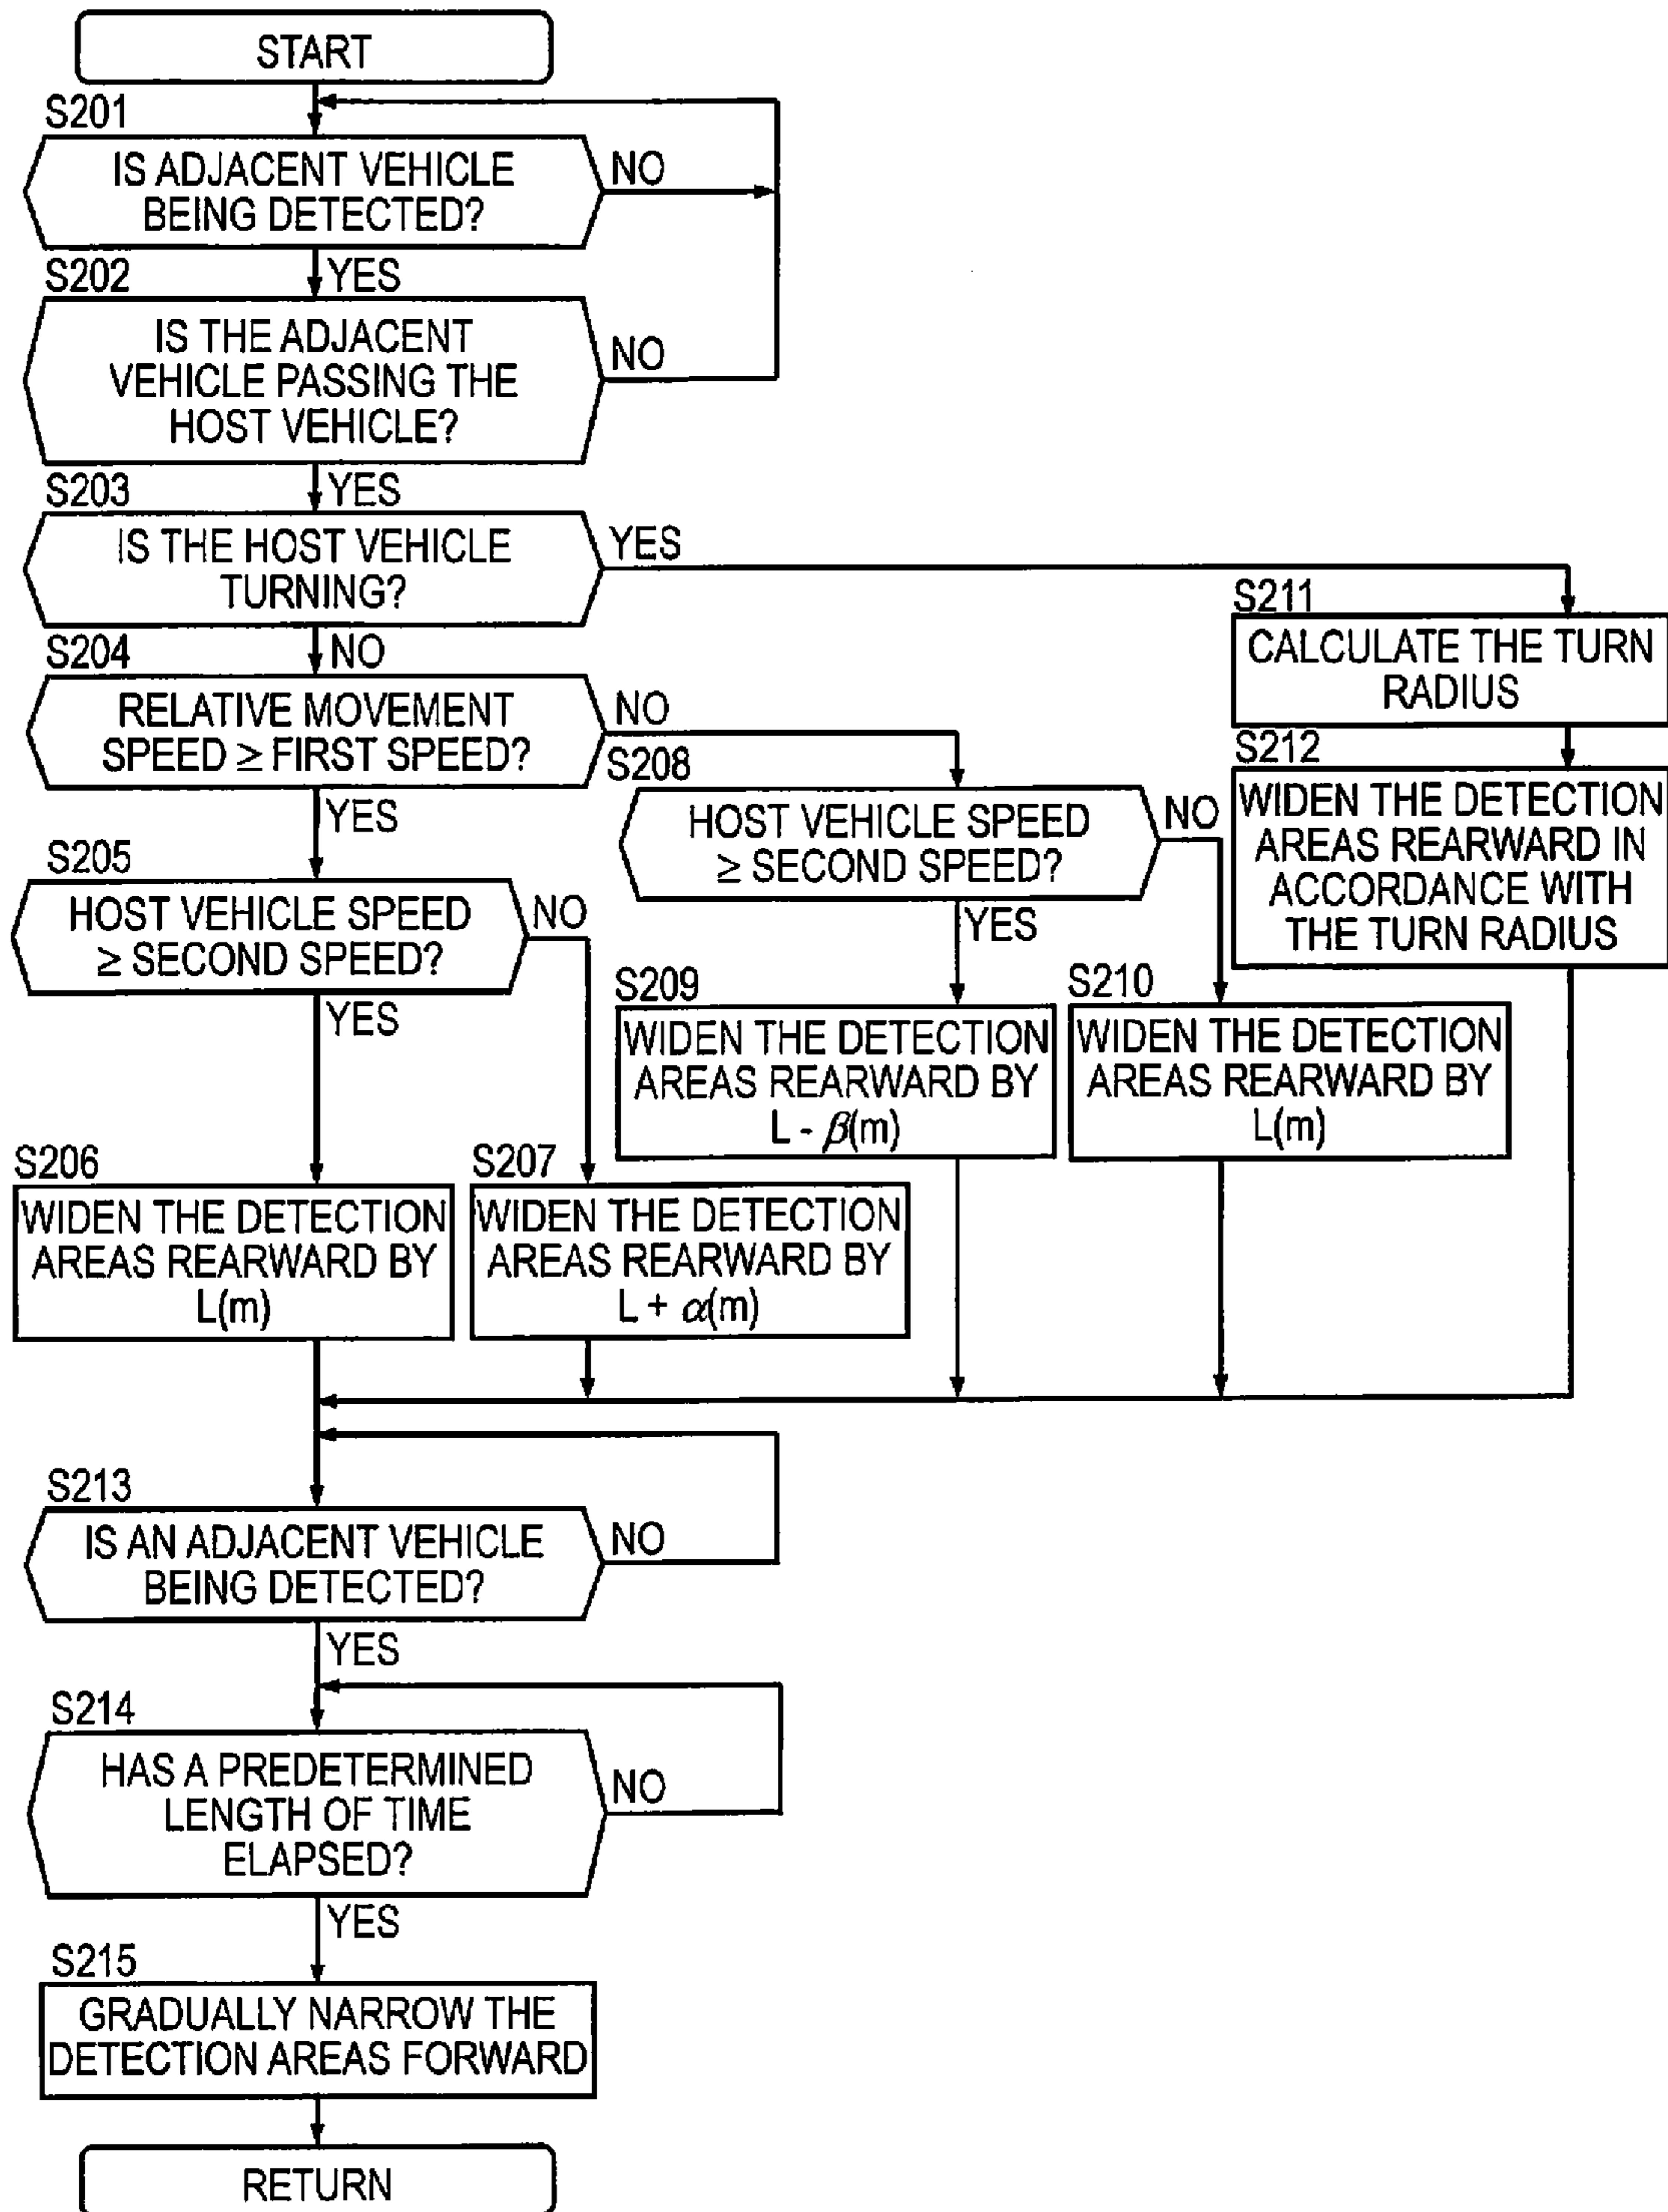 START
S201
IS ADJACENT VEHICLE
BEING DETECTED?
NO
S202
YES
IS THE ADJACENT
VEHICLE PASSING THE
HOST VEHICLE?
NO
S203
YES
IS THE HOST VEHICLE
TURNING?
YES
S204
NO
RELATIVE MOVEMENT
SPEED ≥ FIRST SPEED?
NO
YES
S205
HOST VEHICLE SPEED
≥ SECOND SPEED?
NO
YES
S206
WIDEN THE DETECTION
AREAS REARWARD BY
L(m)
S207
WIDEN THE DETECTION
AREAS REARWARD BY
L + α(m)
S208
HOST VEHICLE SPEED
≥ SECOND SPEED?
NO
YES
S209
WIDEN THE DETECTION
AREAS REARWARD BY
L - β(m)
S210
WIDEN THE DETECTION
AREAS REARWARD BY
L(m)
S211
CALCULATE THE TURN
RADIUS
S212
WIDEN THE DETECTION
AREAS REARWARD IN
ACCORDANCE WITH
THE TURN RADIUS
S213
IS AN ADJACENT VEHICLE
BEING DETECTED?
NO
YES
S214
HAS A PREDETERMINED
LENGTH OF TIME
ELAPSED?
NO
YES
S215
GRADUALLY NARROW THE
DETECTION AREAS FORWARD
RETURN